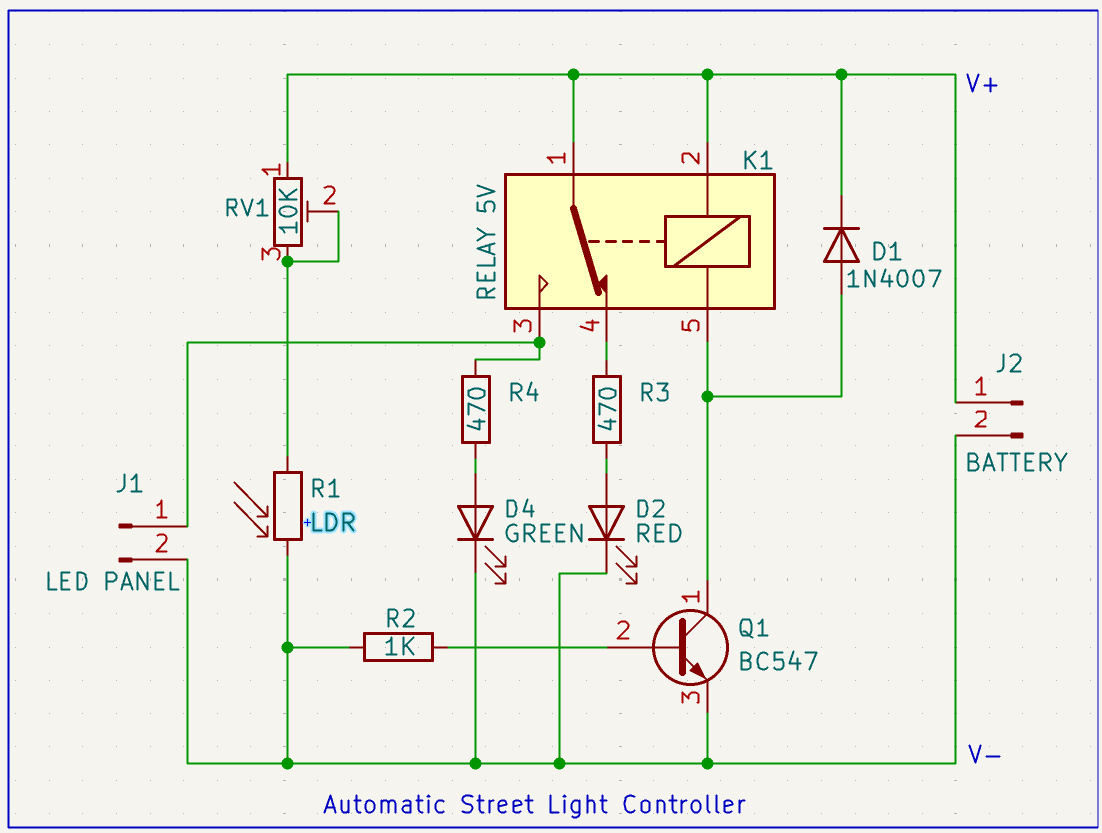 V+
1
2
K1
1
2
RV1
10K
3
RELAY 5V
D1
1N4007
3
4
5
J2
1
2
BATTERY
R4
470
R3
470
J1
1
2
LED PANEL
R1
LDR
D4
GREEN
D2
RED
R2
1K
1
2
Q1
BC547
3
V-
Automatic Street Light Controller